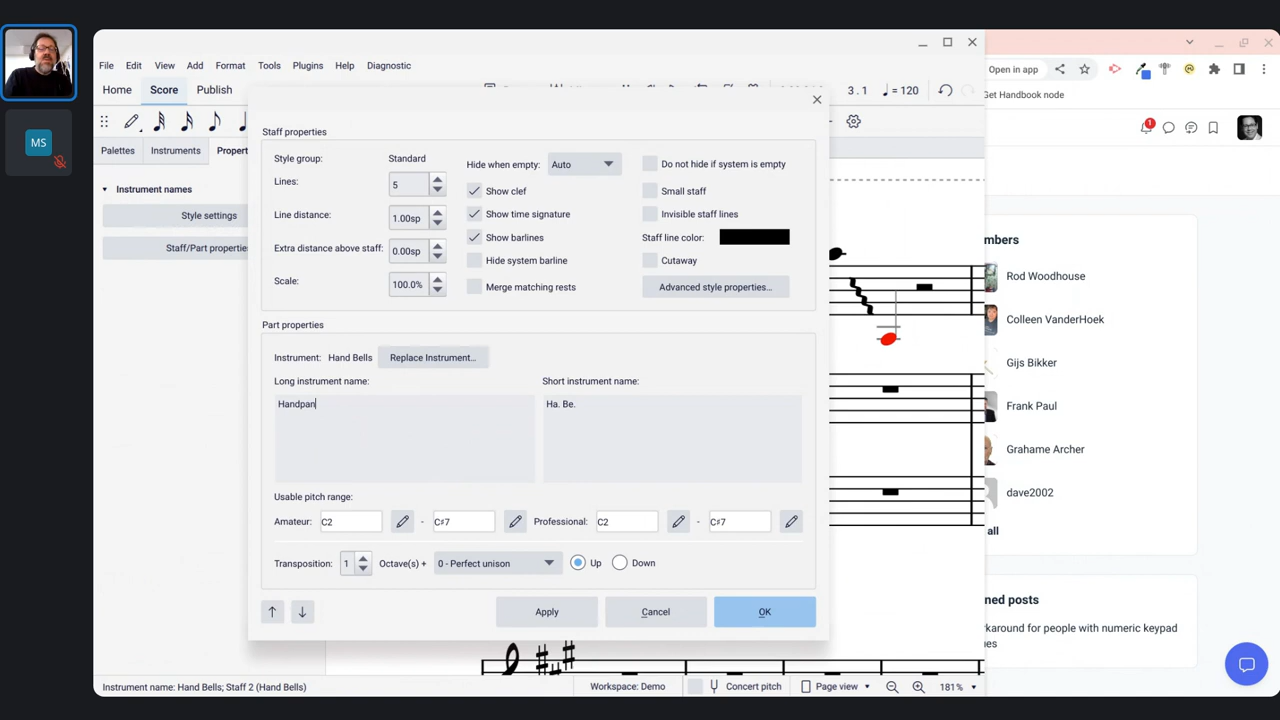 MS
File Edit View Add Format Tools Plugins Help Diagnostic
Home Score Publish
3 . 1
= 120
Open in app
Get Handbook node
1
Palettes Instruments Propert
Instrument names
Style settings
Staff/Part propertie
Staff properties
Style group: Standard
Lines: 5
Line distance: 1.00sp
Extra distance above staff: 0.00sp
Scale: 100.0%
Hide when empty: Auto
Show clef
Show time signature
Show barlines
Hide system barline
Merge matching rests
Do not hide if system is empty
Small staff
Invisible staff lines
Staff line color:
Cutaway
Advanced style properties...
Part properties
Instrument: Hand Bells Replace Instrument...
Long instrument name: Short instrument name:
Handpan Ha. Be.
Usable pitch range:
Amateur: C2 - C♯7 Professional: C2 - C♯7
Transposition: 1 Octave(s) + 0 - Perfect unison Up Down
Apply Cancel OK
mbers
Rod Woodhouse
Colleen VanderHoek
Gijs Bikker
Frank Paul
Grahame Archer
dave2002
all
ned posts
rkaround for people with numeric keypad
ues
Instrument name: Hand Bells; Staff 2 (Hand Bells) Workspace: Demo Concert pitch Page view 181%